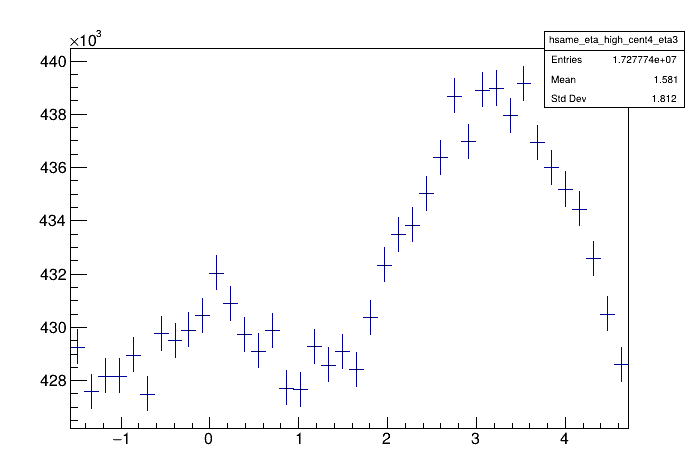 ×10³
hsame_eta_high_cent4_eta3
Entries 1.727774e+07
Mean 1.581
Std Dev 1.812
440
438
436
434
432
430
428
−1 0 1 2 3 4